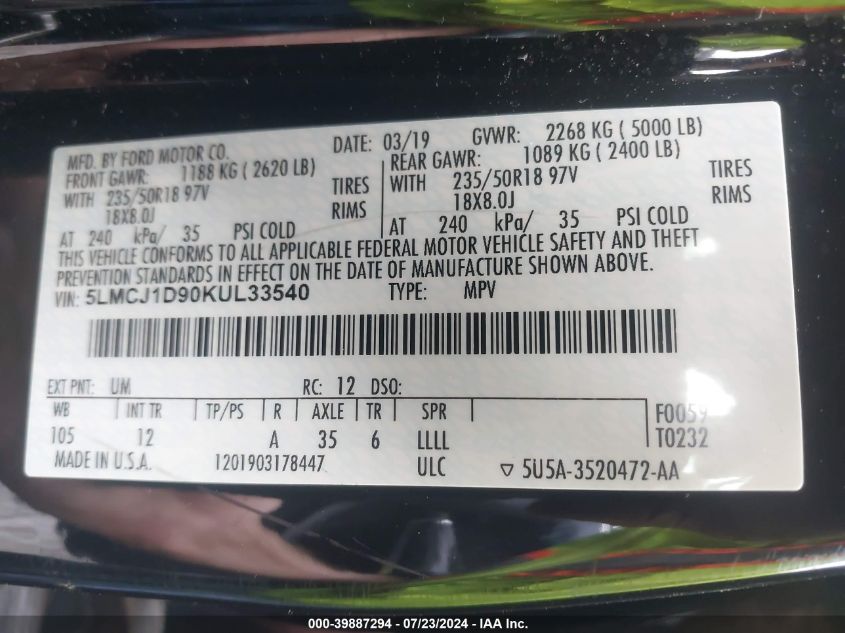 MFD. BY FORD MOTOR CO. DATE: 03/19 GVWR: 2268 KG ( 5000 LB)
FRONT GAWR: 1188 KG ( 2620 LB) REAR GAWR: 1089 KG ( 2400 LB)
WITH 235/50R18 97V TIRES WITH 235/50R18 97V TIRES
18X8.0J RIMS 18X8.0J RIMS
AT 240 kPa/ 35 PSI COLD AT 240 kPa/ 35 PSI COLD
THIS VEHICLE CONFORMS TO ALL APPLICABLE FEDERAL MOTOR VEHICLE SAFETY AND THEFT
PREVENTION STANDARDS IN EFFECT ON THE DATE OF MANUFACTURE SHOWN ABOVE.
VIN: 5LMCJ1D90KUL33540 TYPE: MPV
EXT PNT: UM RC: 12 DSO:
WB INT TR TP/PS R AXLE TR SPR F0059
105 12 A 35 6 LLLL T0232
MADE IN U.S.A. 1201903178447 ULC ▽ 5U5A-3520472-AA
000-39887294 / 07/23/2024 - IAA Inc.